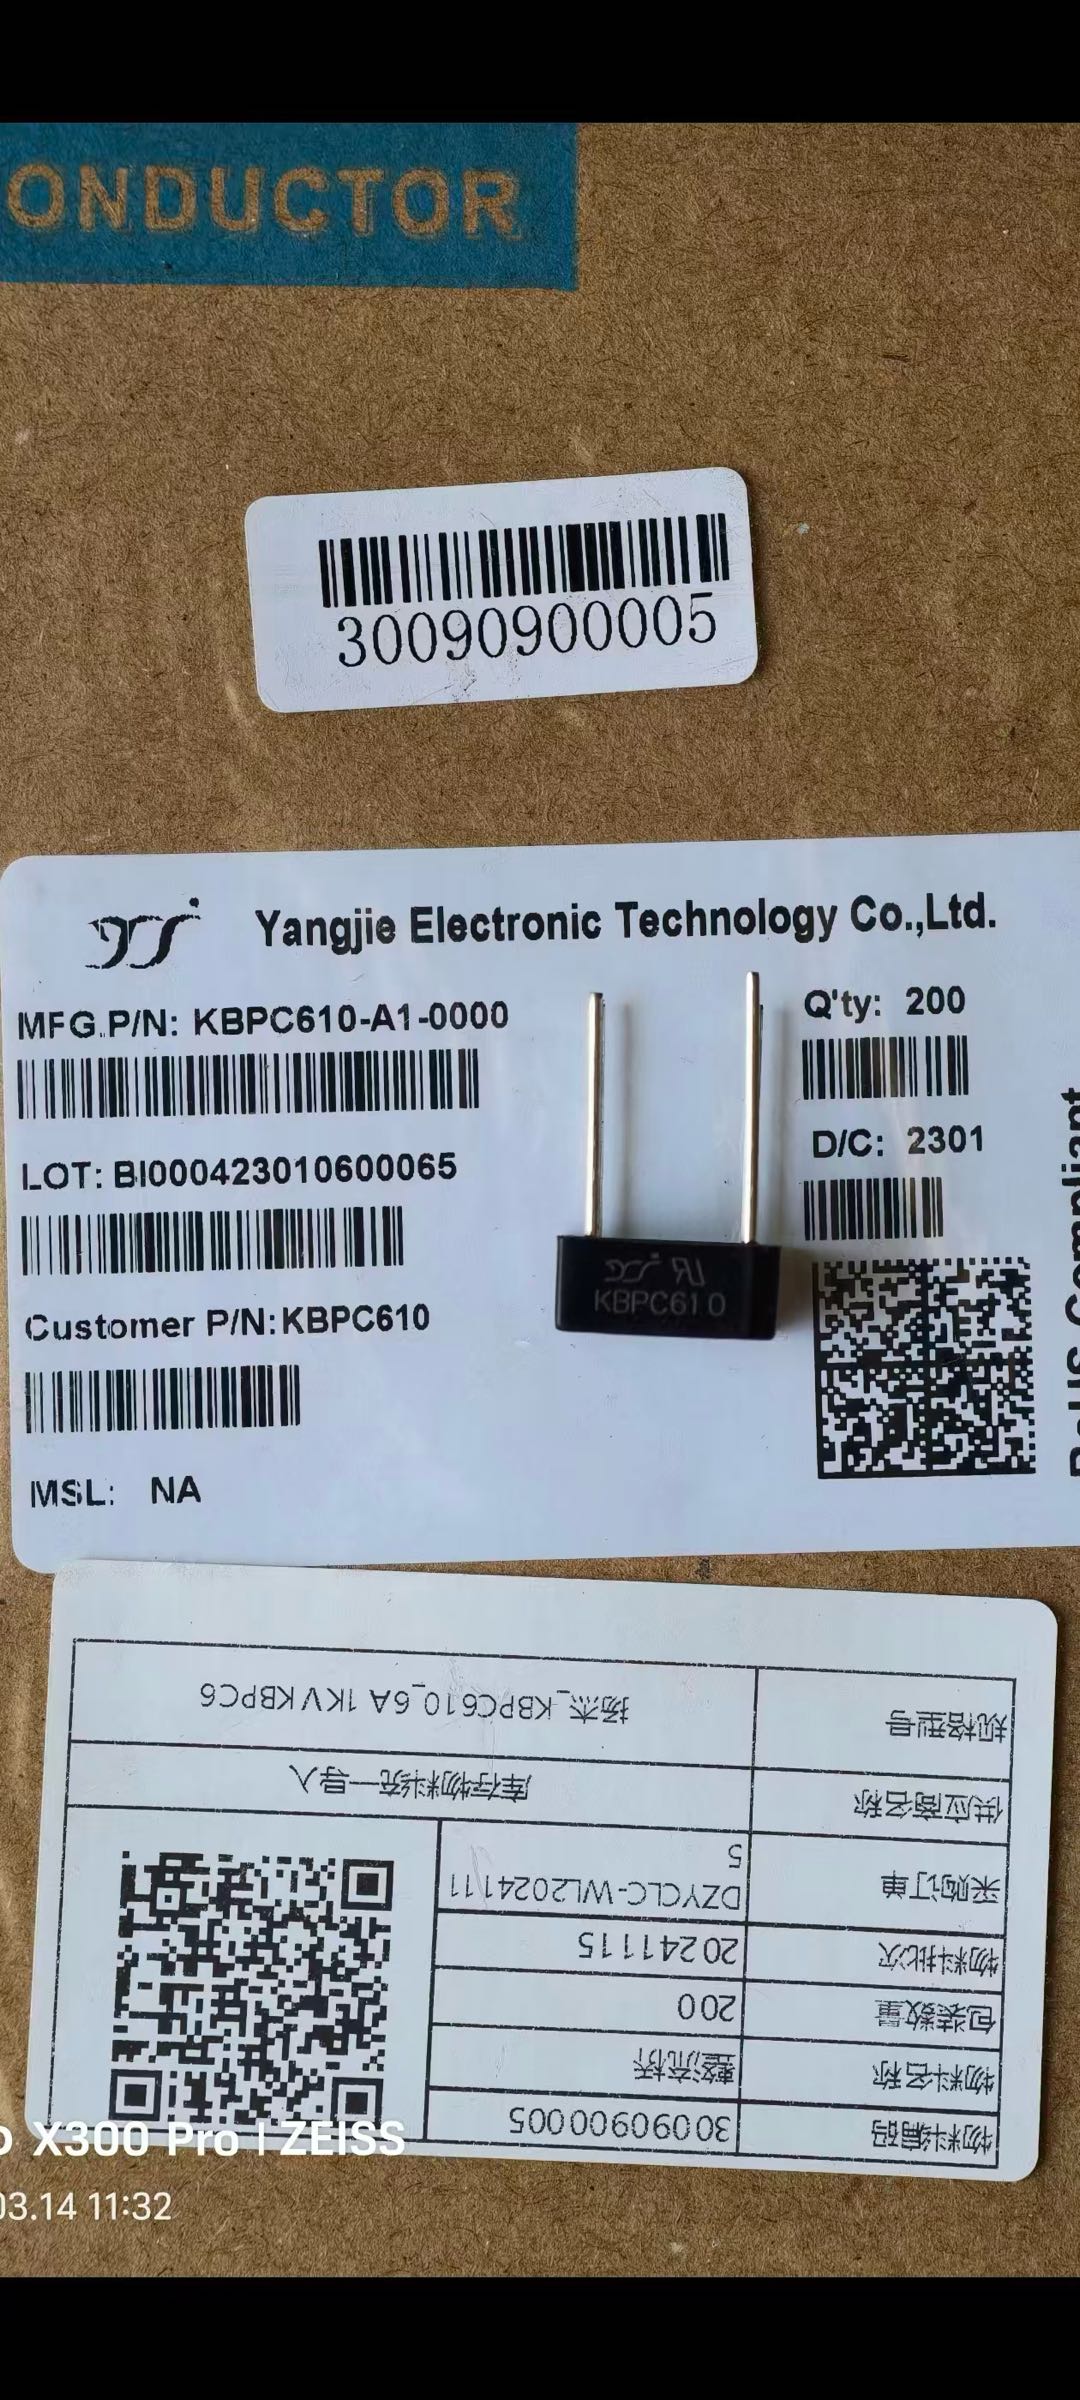 ONDUCTOR
30090900005
Yangjie Electronic Technology Co.,Ltd.
MFG.P/N: KBPC610-A1-0000
Q'ty: 200
LOT: BI000423010600065
D/C: 2301
Customer P/N:KBPC610
MSL: NA
RoHS Compliant
KBPC610
规格型号 扬杰_KBPC610_6A 1KV KBPC6
供应商名称 库存物料统一导入
采购订单 DZYCLC-WL2024111
5
物料批次 20241115
包装数量 200
物料名称 整流桥
物料编码 30090900005
X300 Pro | ZEISS
03.14 11:32